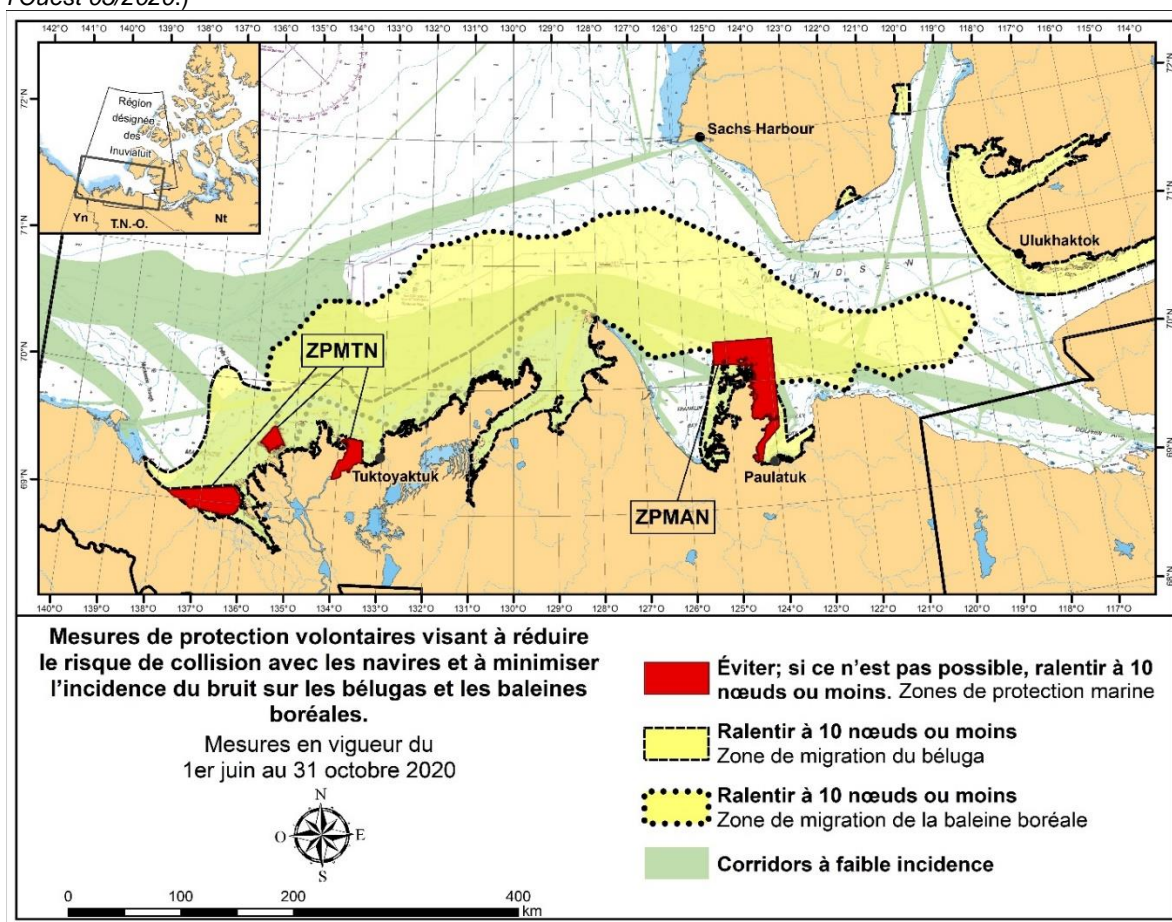 l'Ouest 05/2020.)
142°O 141°O 140°O 139°O 138°O 137°O 136°O 135°O 134°O 133°O 132°O 131°O 130°O 129°O 128°O 127°O 126°O 125°O 124°O 123°O 122°O 121°O 120°O 119°O 118°O 117°O 116°O 115°O 114°O
72°N
71°N
70°N
69°N
72°N
71°N
70°N
69°N
68°N
Région
désignée
des
Inuvialuit
Yn
T.N.-O.
Nt
Sachs Harbour
Ulukhaktok
ZPMTN
Tuktoyaktuk
Paulatuk
ZPMAN
140°O 139°O 138°O 137°O 136°O 135°O 134°O 133°O 132°O 131°O 130°O 129°O 128°O 127°O 126°O 125°O 124°O 123°O 122°O 121°O 120°O 119°O 118°O 117°O
Mesures de protection volontaires visant à réduire
le risque de collision avec les navires et à minimiser
l'incidence du bruit sur les bélugas et les baleines
boréales.
Mesures en vigueur du
1er juin au 31 octobre 2020
N
O
E
S
0 100 200 400
km
Éviter; si ce n'est pas possible, ralentir à 10
nœuds ou moins. Zones de protection marine
Ralentir à 10 nœuds ou moins
Zone de migration du béluga
Ralentir à 10 nœuds ou moins
Zone de migration de la baleine boréale
Corridors à faible incidence